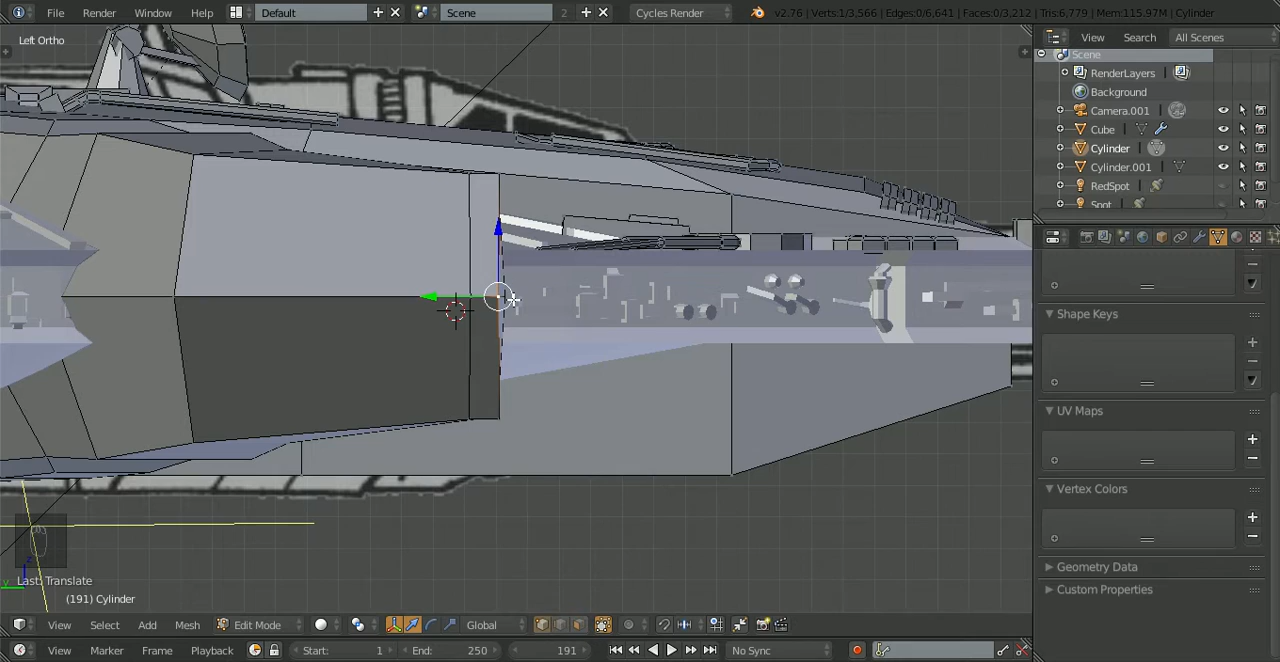 File Render Window Help Default Scene 2 Cycles Render v2.76 | Verts:1/3,566 | Edges:0/6,641 | Faces:0/3,212 | Tris:6,779 | Mem:115.97M | Cylinder
Left Ortho
View Search All Scenes
Scene
RenderLayers
Background
Camera.001
Cube
Cylinder
Cylinder.001
RedSpot
Spot
Shape Keys
UV Maps
Vertex Colors
Geometry Data
Custom Properties
z
y
Last: Translate
(191) Cylinder
View Select Add Mesh Edit Mode Global
View Marker Frame Playback Start: 1 End: 250 191 No Sync